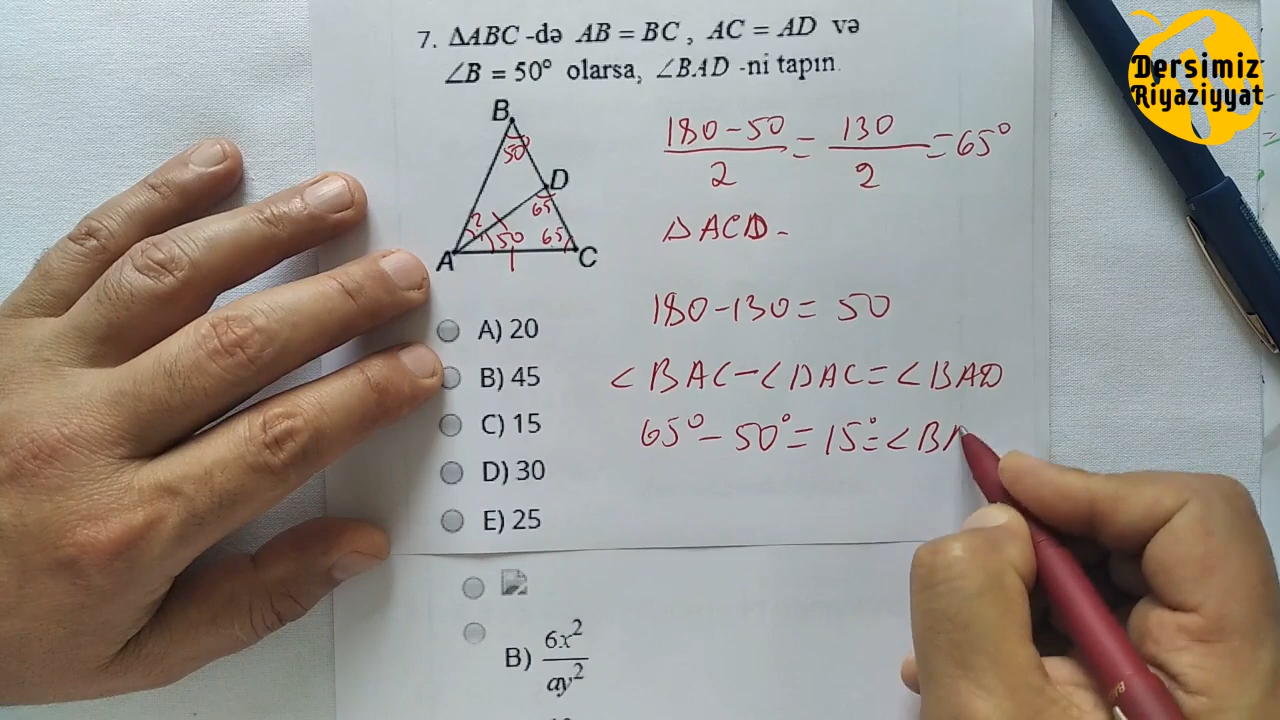 Dersimiz
Riyaziyyat
7. ΔABC -də AB = BC , AC = AD və
∠B = 50° olarsa, ∠BAD -ni tapın.
B
50°
D
65
? 50 65
A
C
180 - 50 / 2 = 130 / 2 = 65°
Δ ACD -
180 - 130 = 50
∠ BAC - ∠ DAC = ∠ BAD
65° - 50° = 15° = ∠ BA
A) 20
B) 45
C) 15
D) 30
E) 25
B) 6x² / ay²